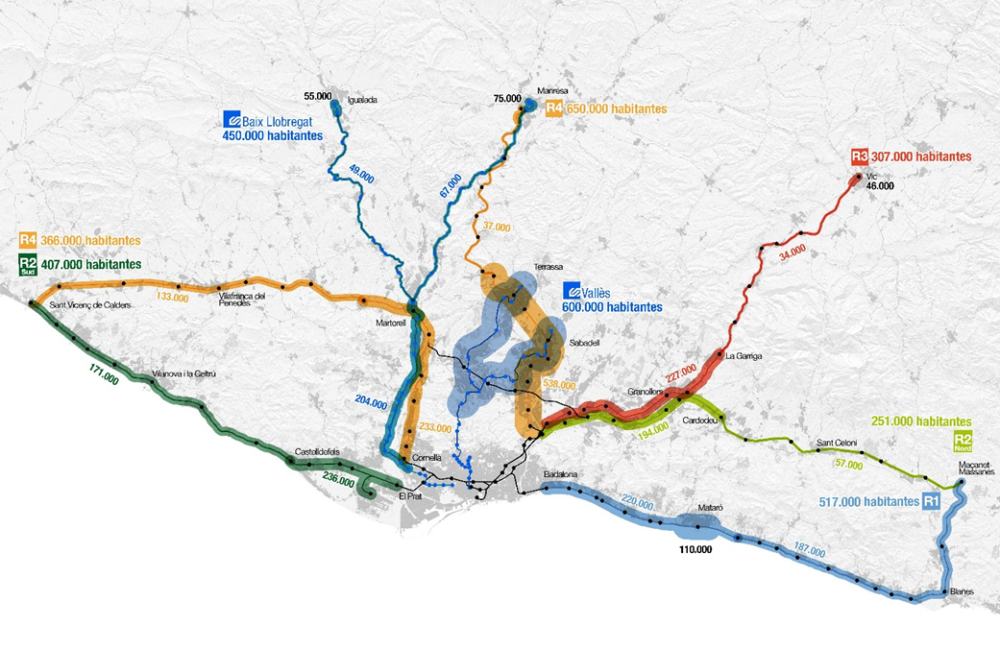 55.000
Igualada
Baix Llobregat
450.000 habitantes
49.000
75.000
Manresa
R4 650.000 habitantes
67.000
37.000
R3 307.000 habitantes
Vic
46.000
34.000
R4 366.000 habitantes
R2
Sud
407.000 habitantes
Sant Vicenç de Calders
133.000
Vilafranca del
Penedès
Martorell
Terrassa
Vallès
600.000 habitantes
Sabadell
538.000
171.000
Vilanova i la Geltrú
204.000
233.000
Castelldefels
236.000
Cornellà
El Prat
La Garriga
227.000
Granollers
Cardedeu
194.000
251.000 habitantes
R2
Nord
Sant Celoni
57.000
Maçanet-
Massanes
517.000 habitantes R1
Badalona
220.000
Mataró
110.000
187.000
Blanes